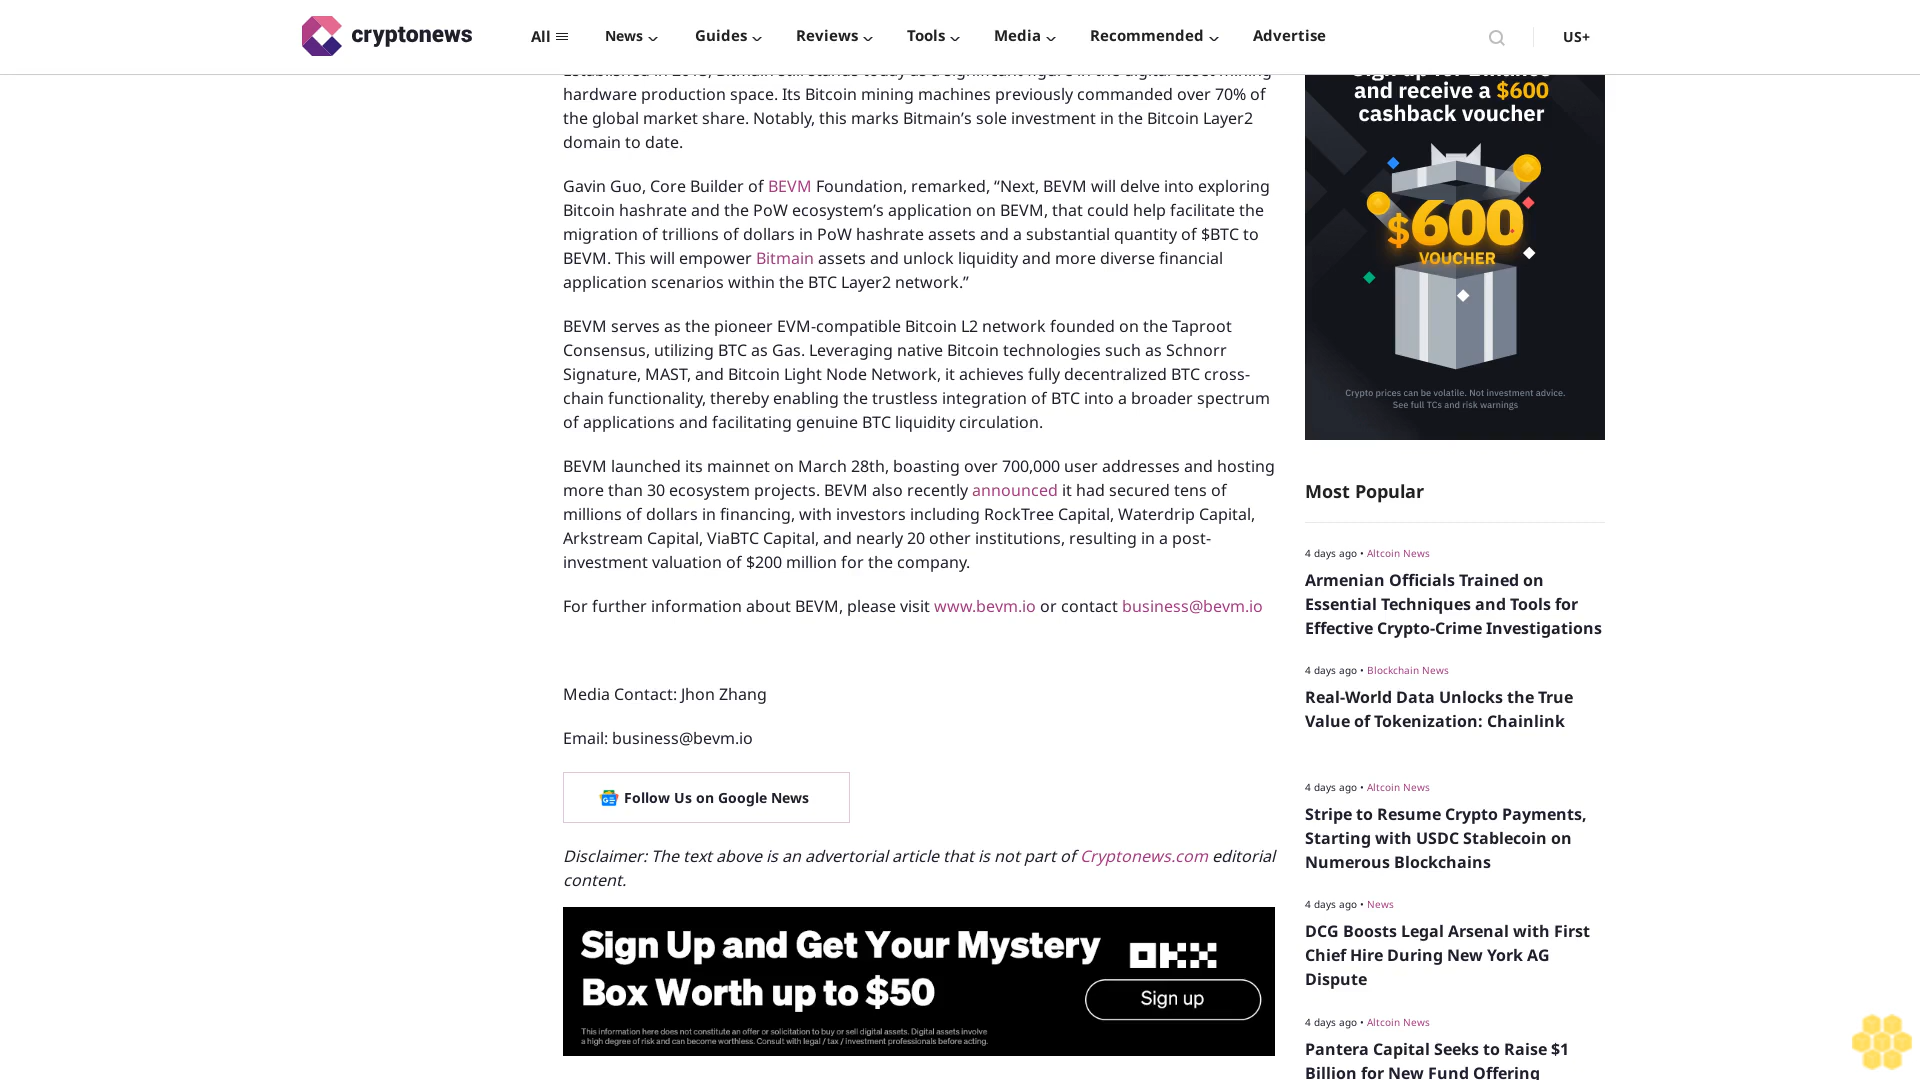 cryptonews
All
News
Guides
Reviews
Tools
Media
Recommended
Advertise
US+
hardware production space. Its Bitcoin mining machines previously commanded over 70% of
the global market share. Notably, this marks Bitmain’s sole investment in the Bitcoin Layer2
domain to date.
Gavin Guo, Core Builder of BEVM Foundation, remarked, “Next, BEVM will delve into exploring
Bitcoin hashrate and the PoW ecosystem’s application on BEVM, that could help facilitate the
migration of trillions of dollars in PoW hashrate assets and a substantial quantity of $BTC to
BEVM. This will empower Bitmain assets and unlock liquidity and more diverse financial
application scenarios within the BTC Layer2 network.”
BEVM serves as the pioneer EVM-compatible Bitcoin L2 network founded on the Taproot
Consensus, utilizing BTC as Gas. Leveraging native Bitcoin technologies such as Schnorr
Signature, MAST, and Bitcoin Light Node Network, it achieves fully decentralized BTC cross-
chain functionality, thereby enabling the trustless integration of BTC into a broader spectrum
of applications and facilitating genuine BTC liquidity circulation.
BEVM launched its mainnet on March 28th, boasting over 700,000 user addresses and hosting
more than 30 ecosystem projects. BEVM also recently announced it had secured tens of
millions of dollars in financing, with investors including RockTree Capital, Waterdrip Capital,
Arkstream Capital, ViaBTC Capital, and nearly 20 other institutions, resulting in a post-
investment valuation of $200 million for the company.
For further information about BEVM, please visit www.bevm.io or contact business@bevm.io
Media Contact: Jhon Zhang
Email: business@bevm.io
Follow Us on Google News
Disclaimer: The text above is an advertorial article that is not part of Cryptonews.com editorial
content.
Sign Up and Get Your Mystery
Box Worth up to $50
OKX
Sign up
This information here does not constitute an offer or solicitation to buy or sell digital assets. Digital assets involve
a high degree of risk and can become worthless. Consult with legal / tax / investment professionals before acting.
and receive a $600
cashback voucher
$600
VOUCHER
Crypto prices can be volatile. Not investment advice.
See full TCs and risk warnings
Most Popular
4 days ago • Altcoin News
Armenian Officials Trained on
Essential Techniques and Tools for
Effective Crypto-Crime Investigations
4 days ago • Blockchain News
Real-World Data Unlocks the True
Value of Tokenization: Chainlink
4 days ago • Altcoin News
Stripe to Resume Crypto Payments,
Starting with USDC Stablecoin on
Numerous Blockchains
4 days ago • News
DCG Boosts Legal Arsenal with First
Chief Hire During New York AG
Dispute
4 days ago • Altcoin News
Pantera Capital Seeks to Raise $1
Billion for New Fund Offering